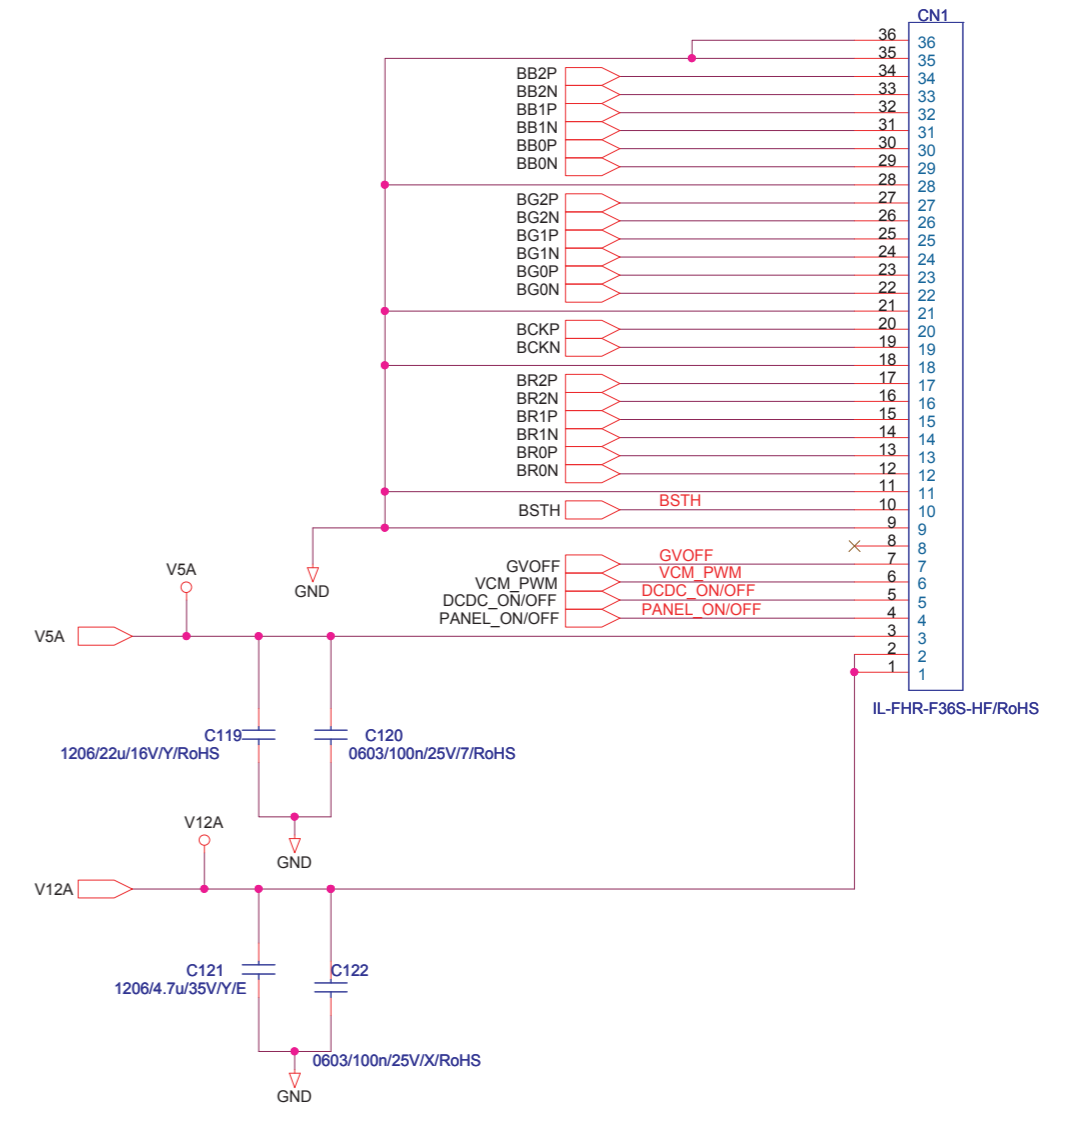 CN1
36 36
35 35
BB2P 34 34
BB2N 33 33
BB1P 32 32
BB1N 31 31
BB0P 30 30
BB0N 29 29
28 28
BG2P 27 27
BG2N 26 26
BG1P 25 25
BG1N 24 24
BG0P 23 23
BG0N 22 22
21 21
BCKP 20 20
BCKN 19 19
18 18
BR2P 17 17
BR2N 16 16
BR1P 15 15
BR1N 14 14
BR0P 13 13
BR0N 12 12
11 11
BSTH BSTH 10 10
9 9
8 8
GVOFF GVOFF 7 7
VCM_PWM VCM_PWM 6 6
DCDC_ON/OFF DCDC_ON/OFF 5 5
PANEL_ON/OFF PANEL_ON/OFF 4 4
GND
V5A
V5A 3 3
2 2
1 1
IL-FHR-F36S-HF/RoHS
C119 C120
1206/22u/16V/Y/RoHS 0603/100n/25V/7/RoHS
GND
V12A
V12A
C121 C122
1206/4.7u/35V/Y/E
0603/100n/25V/X/RoHS
GND